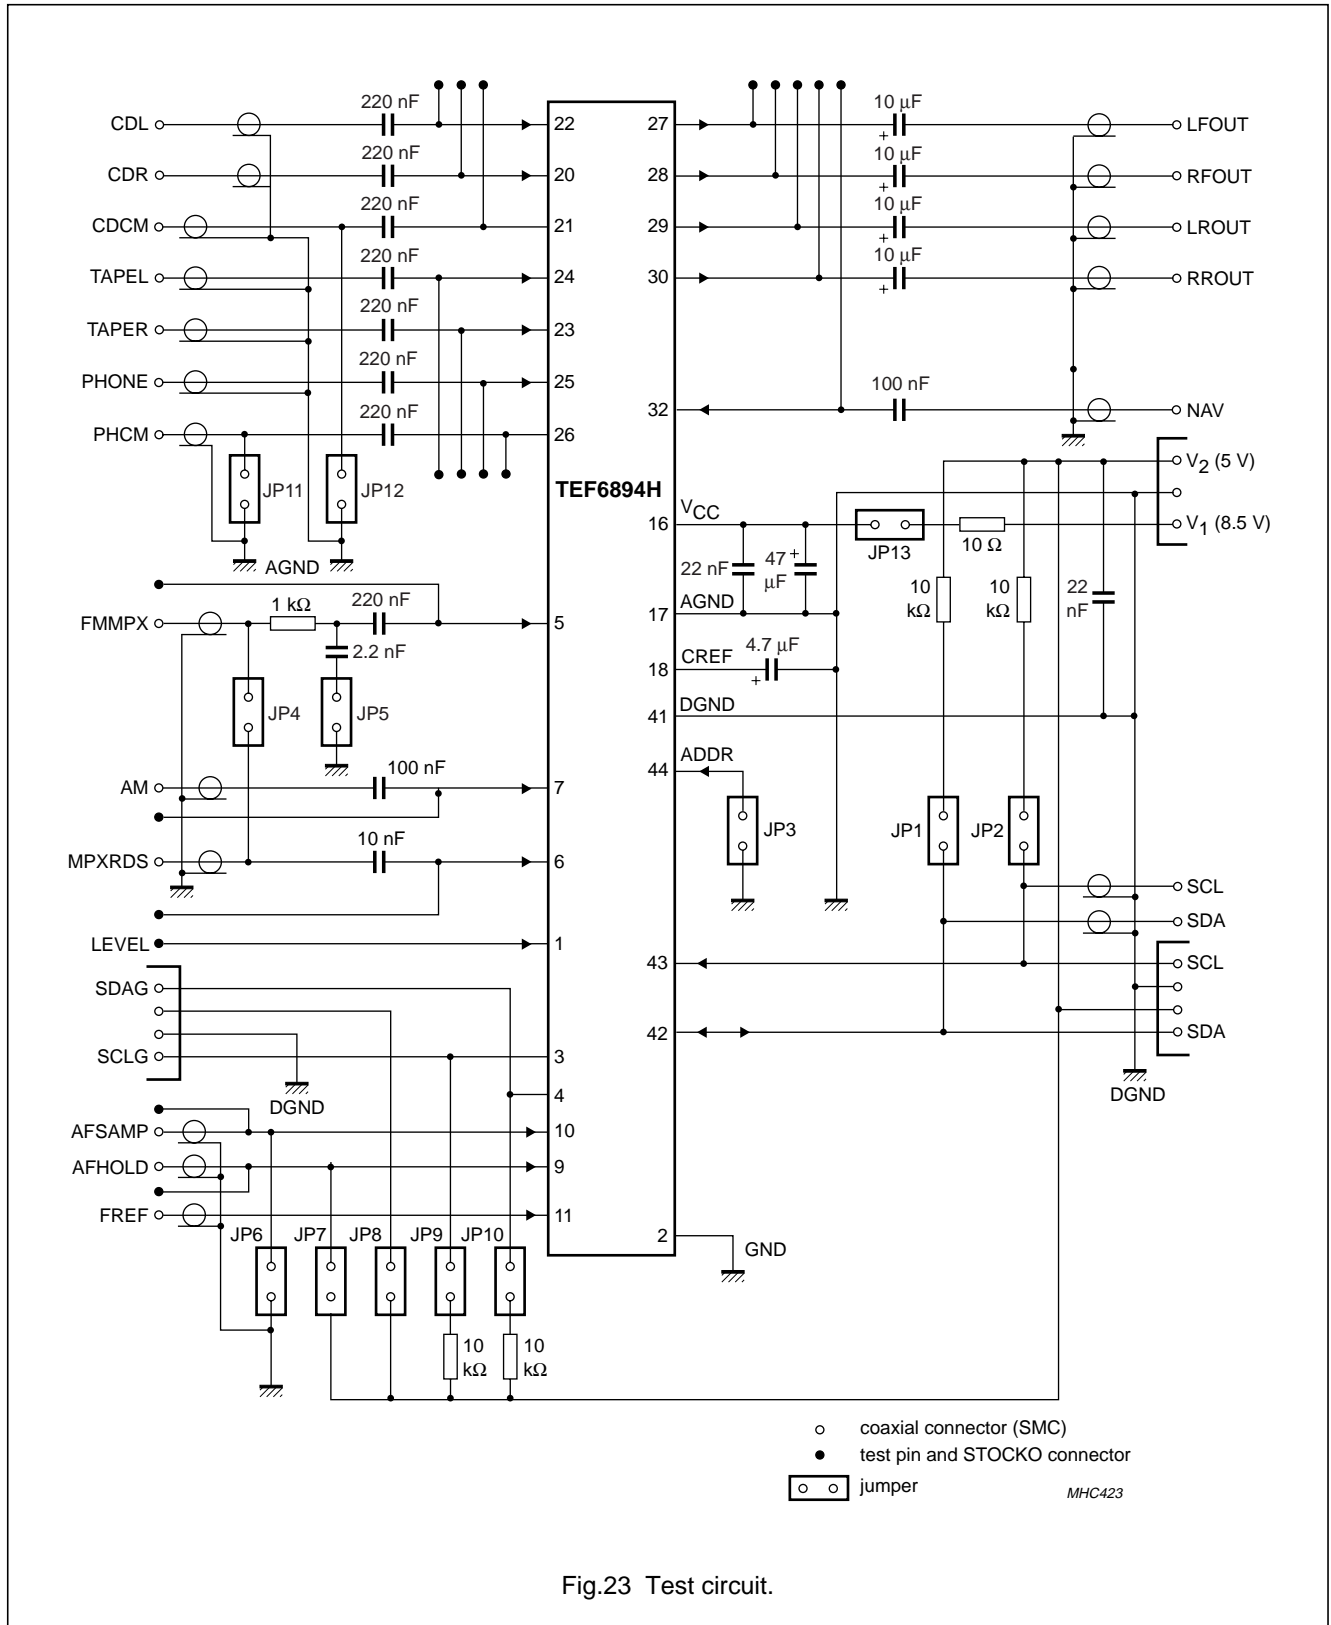 CDL
220 nF
22
27
10 µF
+
LFOUT
CDR
220 nF
20
28
10 µF
+
RFOUT
CDCM
220 nF
21
29
10 µF
+
LROUT
TAPEL
220 nF
24
30
10 µF
+
RROUT
TAPER
220 nF
23
PHONE
220 nF
25
32
100 nF
NAV
PHCM
220 nF
26
JP11
JP12
AGND
TEF6894H
V2 (5 V)
16
VCC
JP13
10 Ω
V1 (8.5 V)
22 nF
47 +
µF
10
kΩ
10
kΩ
22
nF
17
AGND
FMMPX
1 kΩ
220 nF
5
2.2 nF
18
CREF
4.7 µF
+
JP4
JP5
41
DGND
44
ADDR
AM
100 nF
7
JP3
JP1
JP2
MPXRDS
10 nF
6
SCL
SDA
LEVEL
1
43
SCL
SDAG
42
SDA
SCLG
3
DGND
4
DGND
AFSAMP
10
AFHOLD
9
FREF
11
JP6
JP7
JP8
JP9
JP10
2
GND
10
kΩ
10
kΩ
coaxial connector (SMC)
test pin and STOCKO connector
jumper
MHC423
Fig.23 Test circuit.